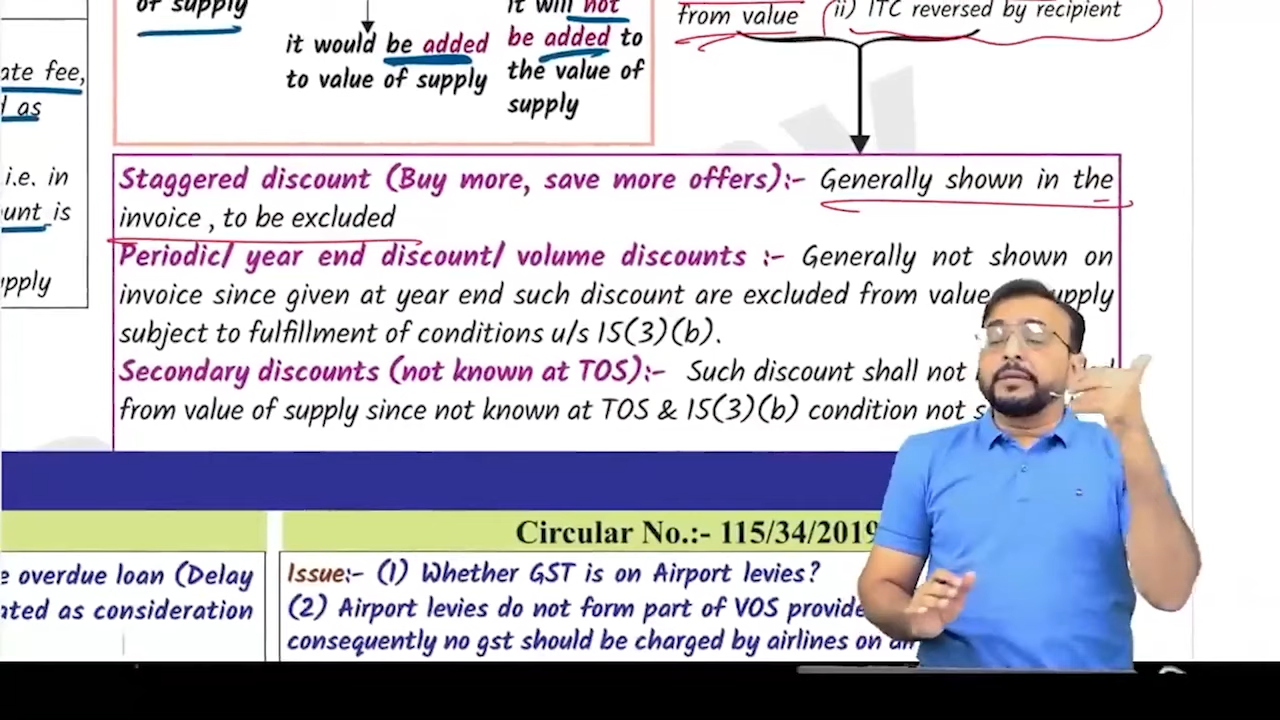 of supply
it would be added
to value of supply
it will not
be added to
the value of
supply
from value
ii) ITC reversed by recipient
ate fee,
as
i.e. in
unt is
upply
Staggered discount (Buy more, save more offers):- Generally shown in the
invoice , to be excluded
Periodic/ year end discount/ volume discounts :- Generally not shown on
invoice since given at year end such discount are excluded from value upply
subject to fulfillment of conditions u/s 15(3)(b).
Secondary discounts (not known at TOS):- Such discount shall not
from value of supply since not known at TOS & 15(3)(b) condition not s
Circular No.:- 115/34/2019
e overdue loan (Delay
ated as consideration
Issue:- (1) Whether GST is on Airport levies?
(2) Airport levies do not form part of VOS provide
consequently no gst should be charged by airlines on